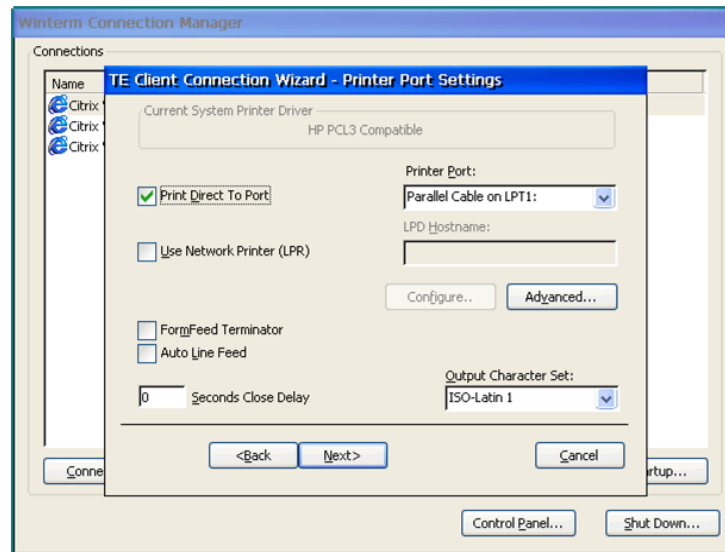 Winterm Connection Manager
Connections
Name
TE Client Connection Wizard - Printer Port Settings
Citrix
Citrix
Citrix
Current System Printer Driver
HP PCL3 Compatible
Printer Port:
Print Direct To Port
Parallel Cable on LPT1:
LPD Hostname:
Use Network Printer (LPR)
Configure..
Advanced...
FormFeed Terminator
Auto Line Feed
Output Character Set:
0 Seconds Close Delay
ISO-Latin 1
<Back
Next>
Cancel
Control Panel...
Shut Down...